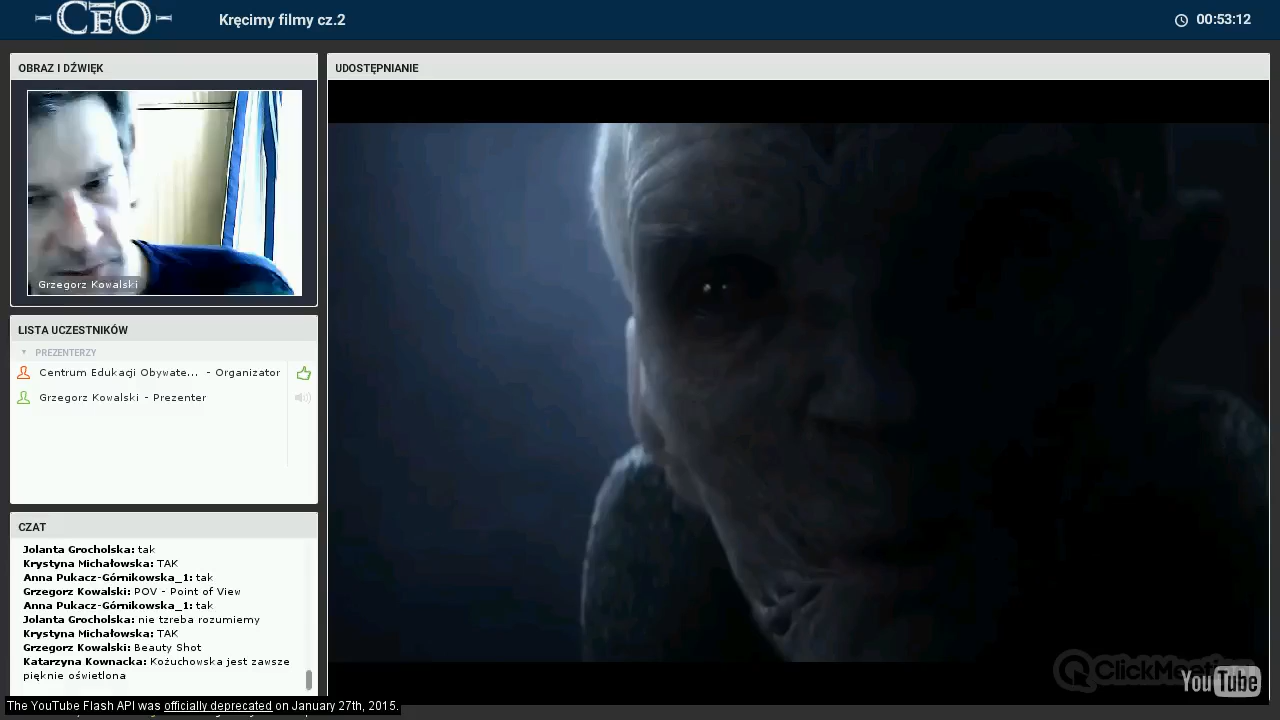 CEO
Kręcimy filmy cz.2
00:53:12
OBRAZ I DŹWIĘK
UDOSTĘPNIANIE
Grzegorz Kowalski
LISTA UCZESTNIKÓW
PREZENTERZY
Centrum Edukacji Obywate... - Organizator
Grzegorz Kowalski - Prezenter
CZAT
Jolanta Grocholska: tak
Krystyna Michałowska: TAK
Anna Pukacz-Górnikowska_1: tak
Grzegorz Kowalski: POV - Point of View
Anna Pukacz-Górnikowska_1: tak
Jolanta Grocholska: nie tzreba rozumiemy
Krystyna Michałowska: TAK
Grzegorz Kowalski: Beauty Shot
Katarzyna Kownacka: Kożuchowska jest zawsze
pięknie oświetlona
ClickMeeting
YouTube
The YouTube Flash API was officially deprecated on January 27th, 2015.